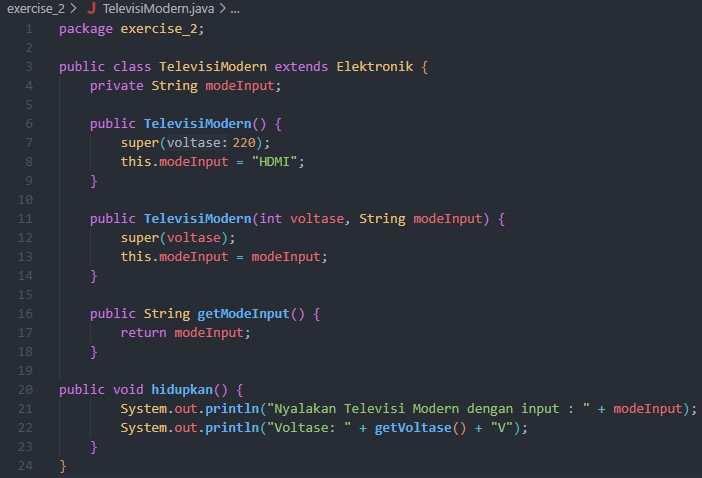 exercise_2 > J TelevisiModern.java > ...
1 package exercise_2;
2
3 public class TelevisiModern extends Elektronik {
4     private String modeInput;
5
6     public TelevisiModern() {
7         super(voltase: 220);
8         this.modeInput = "HDMI";
9     }
10
11     public TelevisiModern(int voltase, String modeInput) {
12         super(voltase);
13         this.modeInput = modeInput;
14     }
15
16     public String getModeInput() {
17         return modeInput;
18     }
19
20 public void hidupkan() {
21         System.out.println("Nyalakan Televisi Modern dengan input : " + modeInput);
22         System.out.println("Voltase: " + getVoltase() + "V");
23     }
24 }